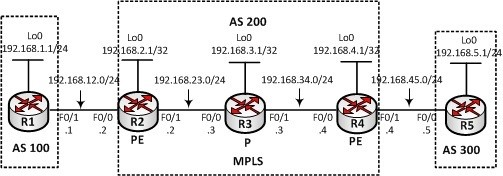 AS 200
Lo0
192.168.1.1/24
Lo0
192.168.2.1/32
Lo0
192.168.3.1/32
Lo0
192.168.4.1/32
Lo0
192.168.5.1/24
192.168.12.0/24
192.168.23.0/24
192.168.34.0/24
192.168.45.0/24
R1
F0/1
.1
F0/0
.2
R2
F0/1
.2
F0/0
.3
R3
F0/1
.3
F0/0
.4
R4
F0/1
.4
F0/0
.5
R5
AS 100
PE
P
PE
AS 300
MPLS